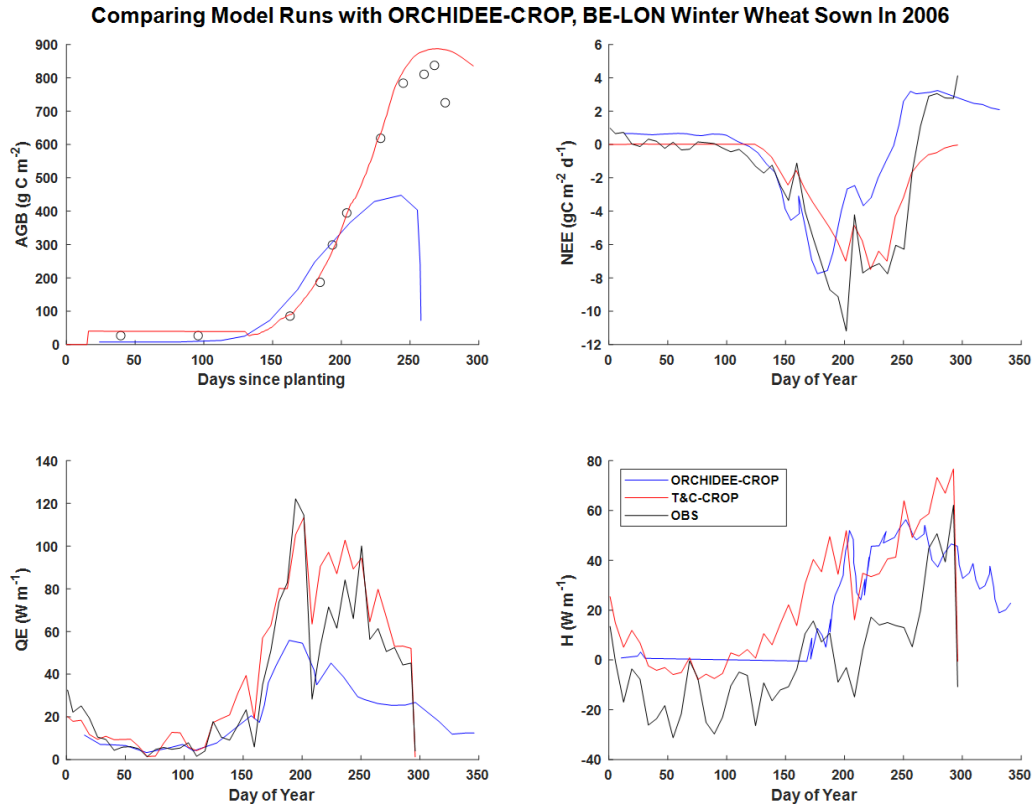 Comparing Model Runs with ORCHIDEE-CROP, BE-LON Winter Wheat Sown In 2006
900
800
700
600
500
400
300
200
100
0
AGB (g C m-2)
0 50 100 150 200 250 300
Days since planting
6
4
2
0
-2
-4
-6
-8
-10
-12
NEE (gC m-2 d-1)
0 50 100 150 200 250 300 350
Day of Year
140
120
100
80
60
40
20
0
QE (W m-1)
0 50 100 150 200 250 300 350
Day of Year
80
60
40
20
0
-20
-40
H (W m-1)
ORCHIDEE-CROP
T&C-CROP
OBS
0 50 100 150 200 250 300 350
Day of Year